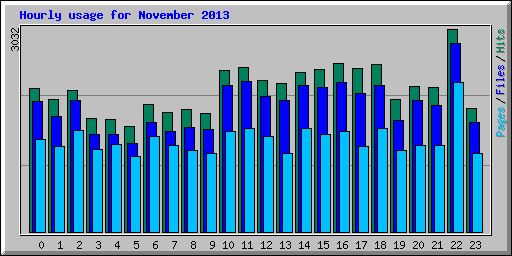 Hourly usage for November 2013
3032
Pages/Files/Hits
0 1 2 3 4 5 6 7 8 9 10 11 12 13 14 15 16 17 18 19 20 21 22 23